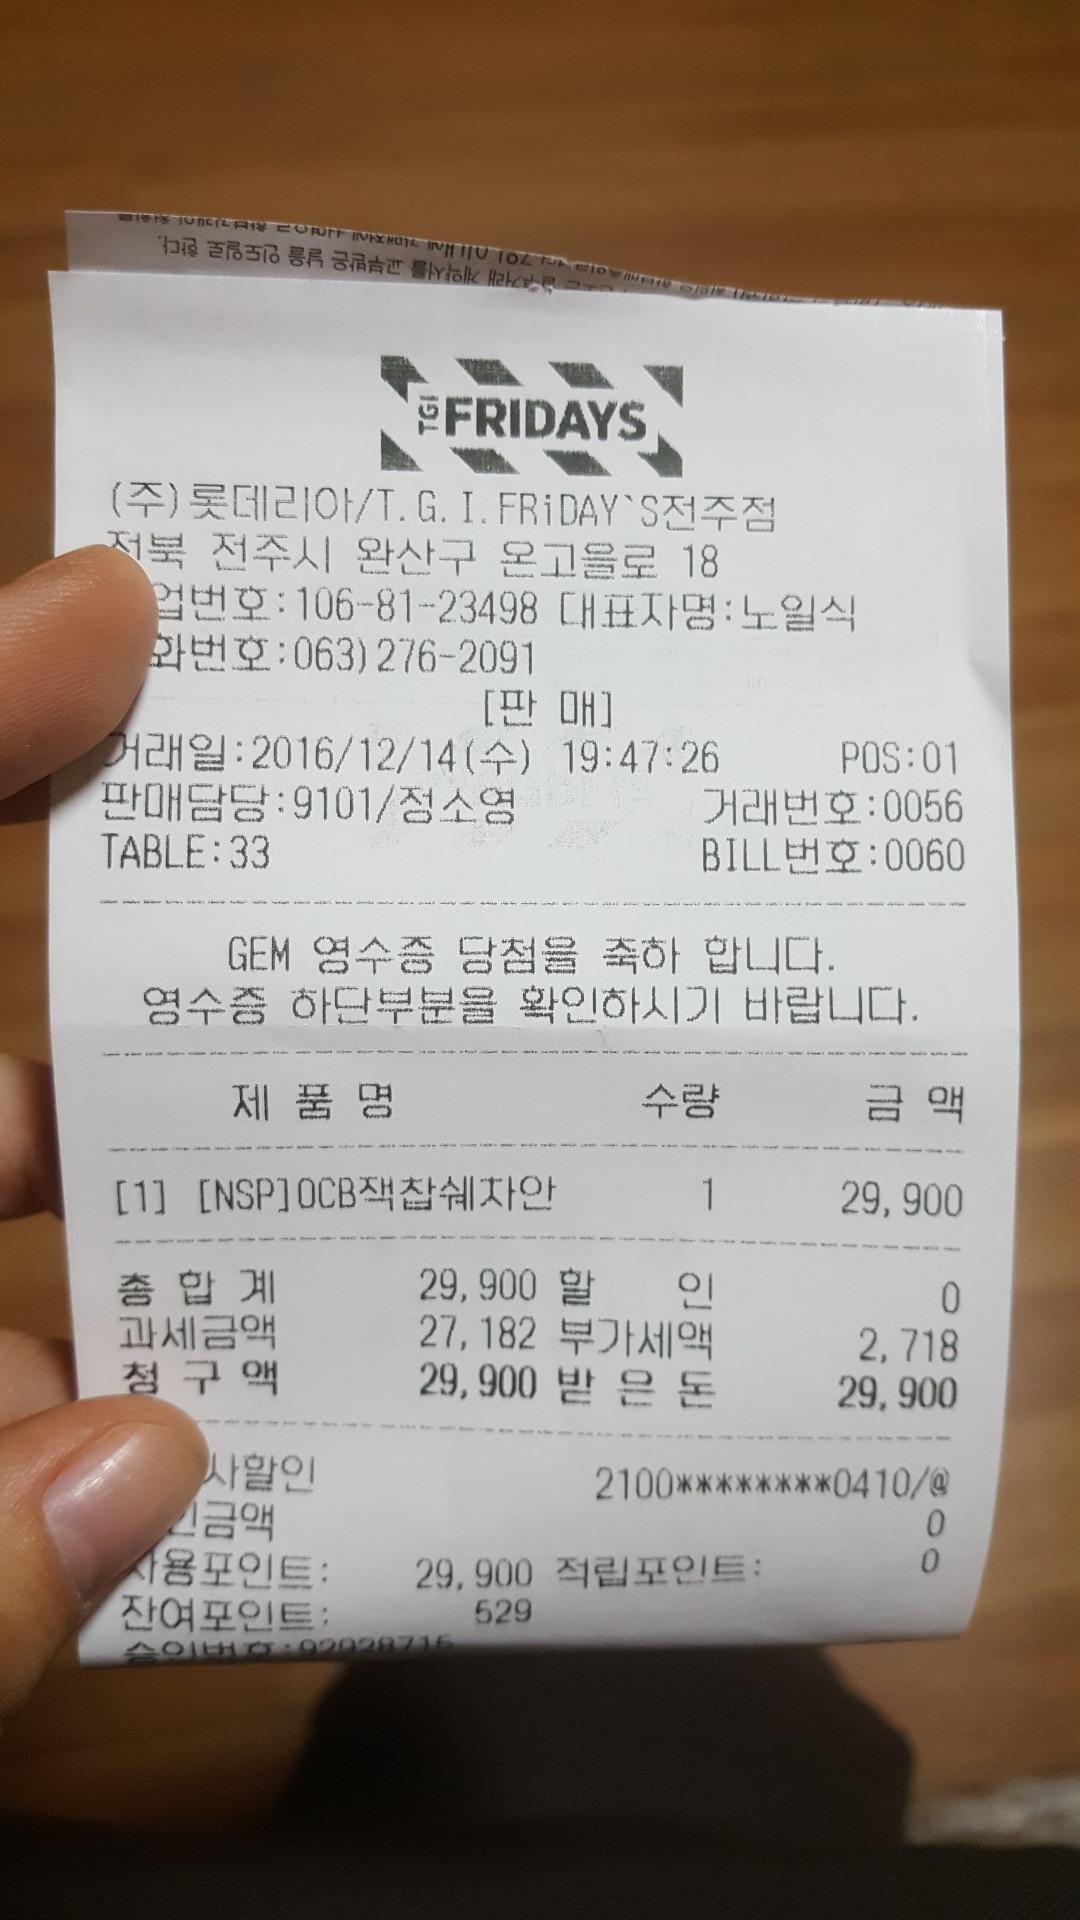 TGI FRIDAYS
(주)롯데리아/T.G.I.FRiDAY`S전주점
전북 전주시 완산구 온고을로 18
업번호:106-81-23498 대표자명:노일식
화번호:063)276-2091
[판 매]
거래일:2016/12/14(수) 19:47:26 POS:01
판매담당:9101/정소영 거래번호:0056
TABLE:33 BILL번호:0060
GEM 영수증 당첨을 축하 합니다.
영수증 하단부분을 확인하시기 바랍니다.
제 품 명 수량 금 액
[1] [NSP]OCB잭찹쉐차안 1 29,900
총 합 계 29,900 할 인 0
과세금액 27,182 부가세액 2,718
청 구 액 29,900 받 은 돈 29,900
사할인 2100********0410/@
인금액 0
사용포인트: 29,900 적립포인트: 0
잔여포인트: 529
승인번호:92928715